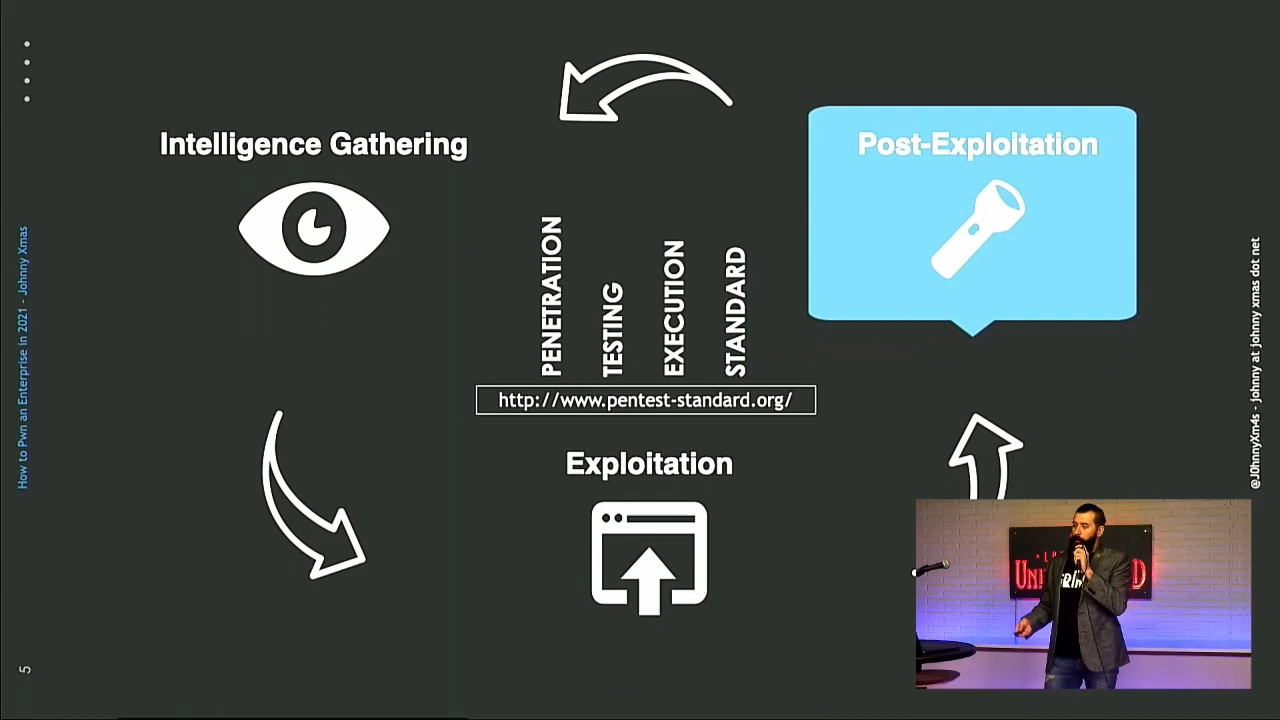 Intelligence Gathering
Post-Exploitation
PENETRATION
TESTING
EXECUTION
STANDARD
http://www.pentest-standard.org/
Exploitation
How to Pwn an Enterprise in 2021 - Johnny Xmas
@J0hnnyXm4s - johnny at johnny xmas dot net
5